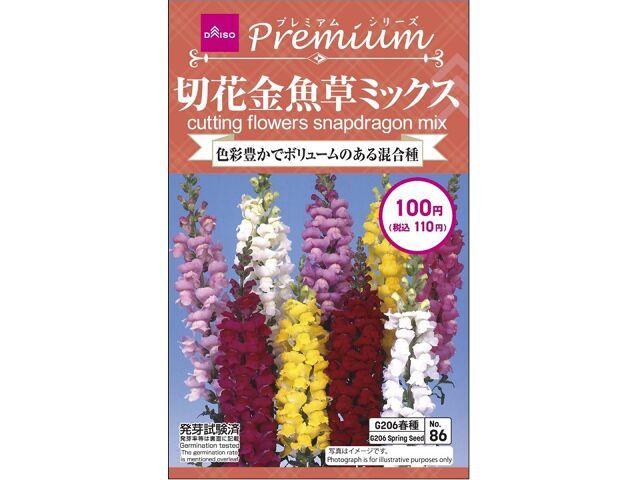 DAISO
プレミアム シリーズ
Premium
切花金魚草ミックス
cutting flowers snapdragon mix
色彩豊かでボリュームのある混合種
100円
(税込 110円)
発芽試験済
発芽率等は裏面に記載
Germination tested
The germination rate
is mentioned overleaf
G206春種
G206 Spring Seed
No.
86
写真はイメージです。
Photograph is for illustrative purposes only